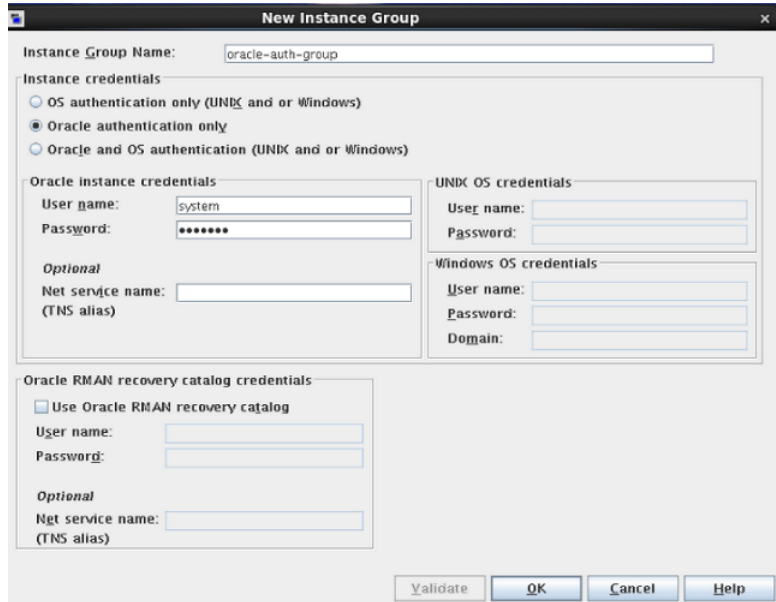 New Instance Group
Instance Group Name: oracle-auth-group
Instance credentials
OS authentication only (UNIX and or Windows)
Oracle authentication only
Oracle and OS authentication (UNIX and or Windows)
Oracle instance credentials
User name: system
Password: •••••••
Optional
Net service name:
(TNS alias)
UNIX OS credentials
User name:
Password:
Windows OS credentials
User name:
Password:
Domain:
Oracle RMAN recovery catalog credentials
Use Oracle RMAN recovery catalog
User name:
Password:
Optional
Net service name:
(TNS alias)
Validate OK Cancel Help